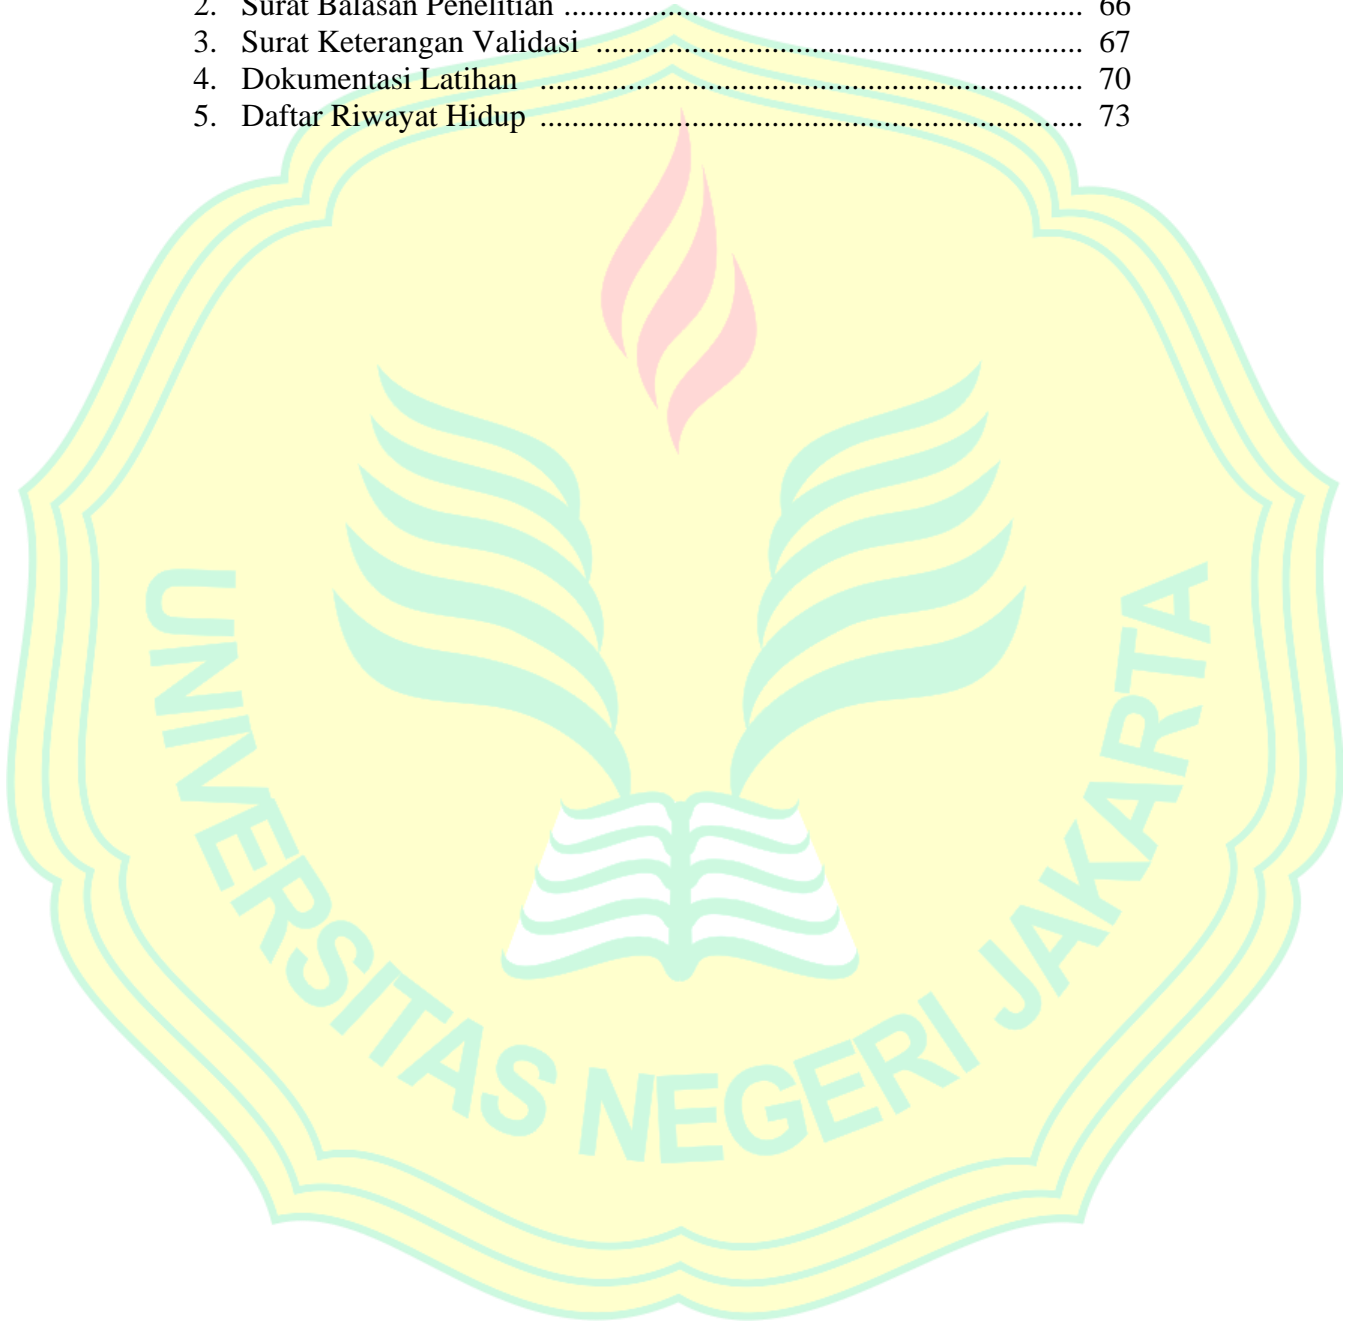 2. Surat Balasan Penelitian ................................................................. 66
3. Surat Keterangan Validasi ............................................................. 67
4. Dokumentasi Latihan .................................................................... 70
5. Daftar Riwayat Hidup .................................................................... 73
UNIVERSITAS NEGERI JAKARTA